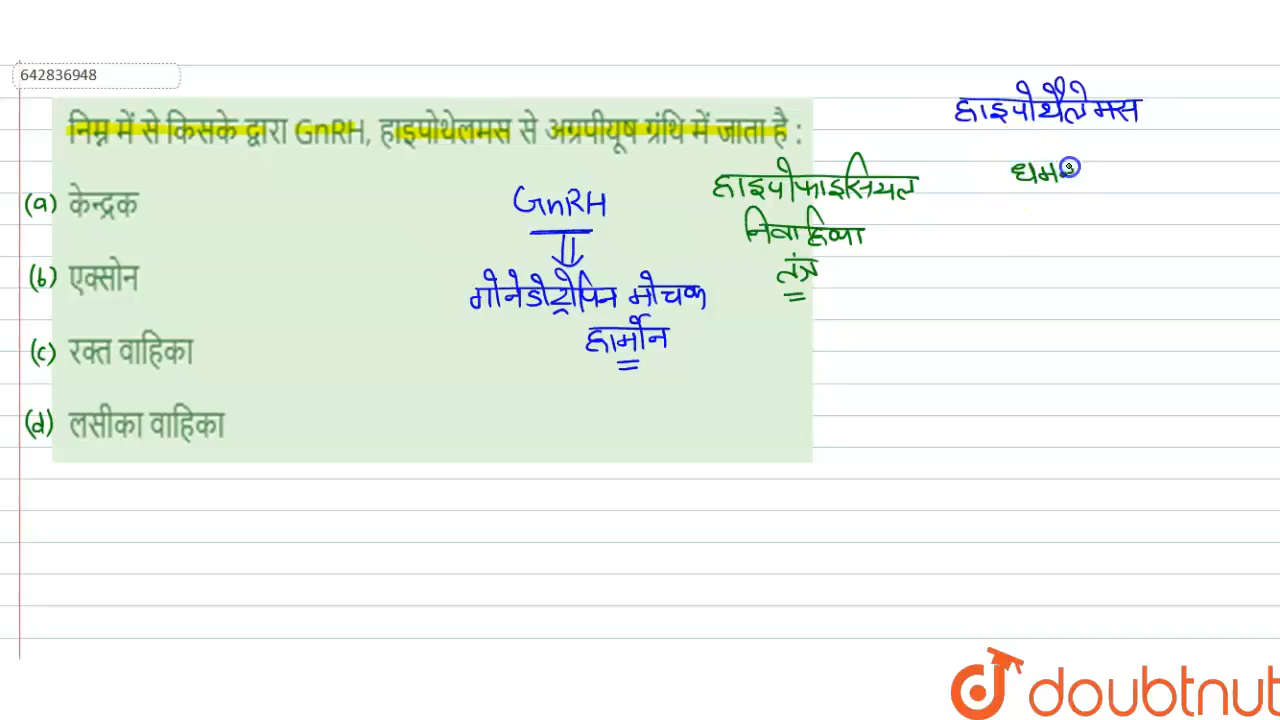 642836948
निम्न में से किसके द्वारा GnRH, हाइपोथेलमस से अग्रपीयूष ग्रंथि में जाता है :
(a) केन्द्रक
(b) एक्सोन
(c) रक्त वाहिका
(d) लसीका वाहिका
GnRH
गोनेडोट्रोपिन मोचक
हार्मोन
हाइपोफाइसियल
निवाहिका
तंत्र
हाइपोथैलेमस
धम
doubtnut